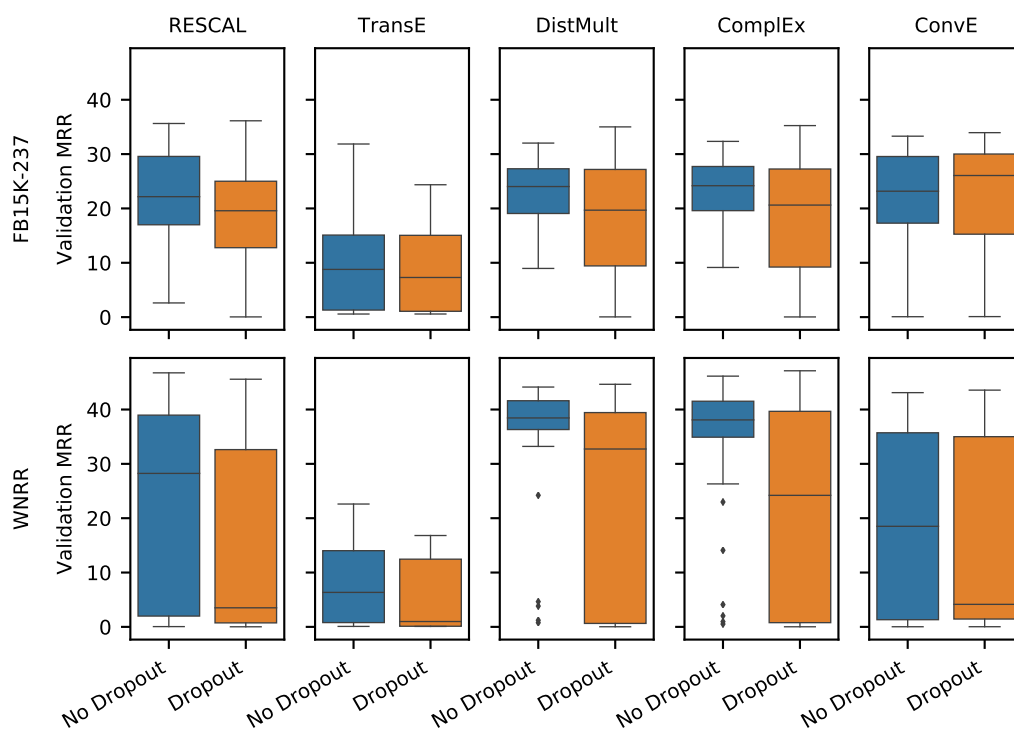 RESCAL TransE DistMult ComplEx ConvE
FB15K-237
Validation MRR
40
30
20
10
0
WNRR
Validation MRR
40
30
20
10
0
No Dropout Dropout No Dropout Dropout No Dropout Dropout No Dropout Dropout No Dropout Dropout